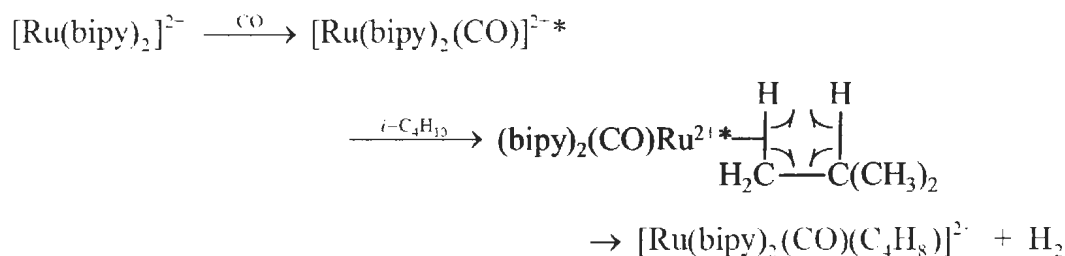 [Ru(bipy)₂]²⁺ —CO→ [Ru(bipy)₂(CO)]²⁺*
—i-C₄H₁₀→ (bipy)₂(CO)Ru²⁺* H H
H₂C C(CH₃)₂
→ [Ru(bipy)₂(CO)(C₄H₈)]²⁺ + H₂